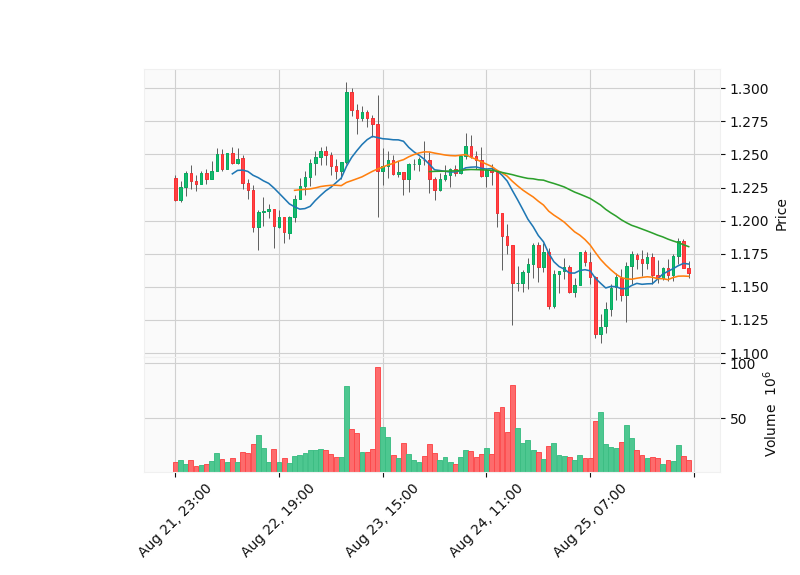 1.300
1.275
1.250
1.225
1.200
1.175
1.150
1.125
1.100
Price
100
50
Volume 10⁶
Aug 21, 23:00
Aug 22, 19:00
Aug 23, 15:00
Aug 24, 11:00
Aug 25, 07:00